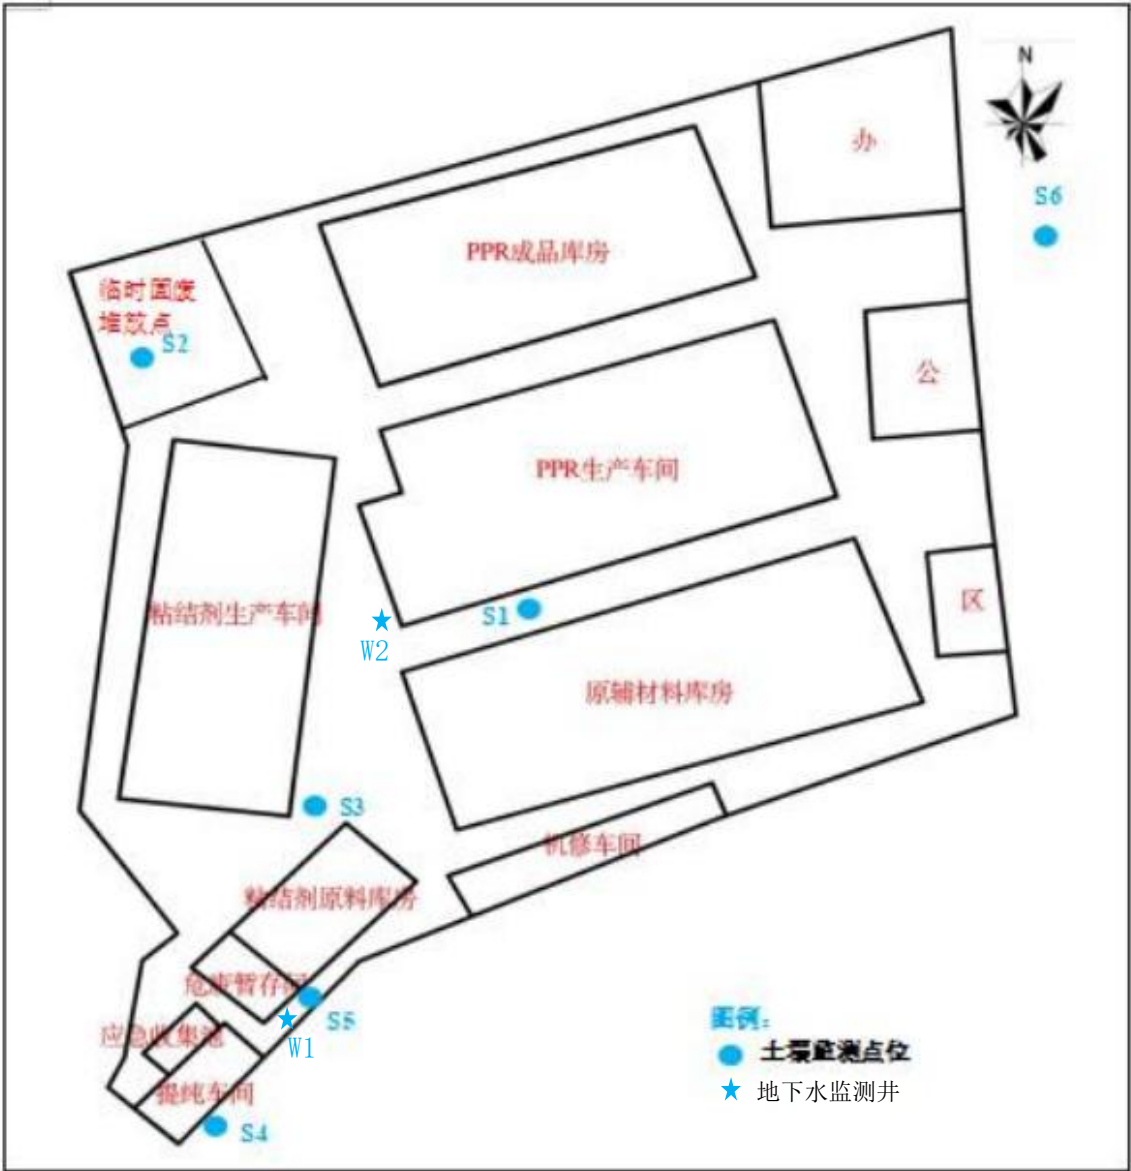 N
办
S6
PPR成品库房
临时固废
堆放点
S2
公
PPR生产车间
区
粘结剂生产车间
S1
W2
原辅材料库房
S3
机修车间
粘结剂原料库房
危废暂存间
S5
应急收集池
W1
提纯车间
S4
图例：
土壤监测点位
地下水监测井